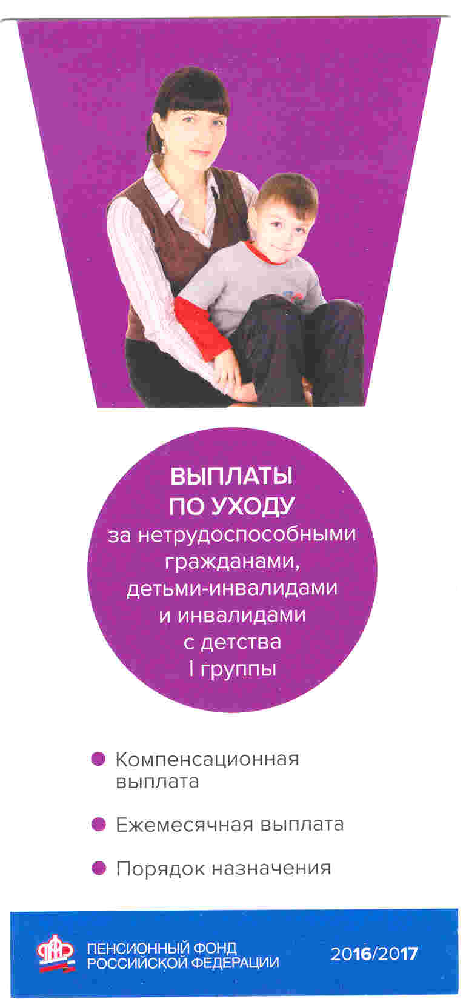 ВЫПЛАТЫ
ПО УХОДУ
за нетрудоспособными
гражданами,
детьми-инвалидами
и инвалидами
с детства
I группы
Компенсационная
выплата
Ежемесячная выплата
Порядок назначения
ПЕНСИОННЫЙ ФОНД
РОССИЙСКОЙ ФЕДЕРАЦИИ
2016/2017